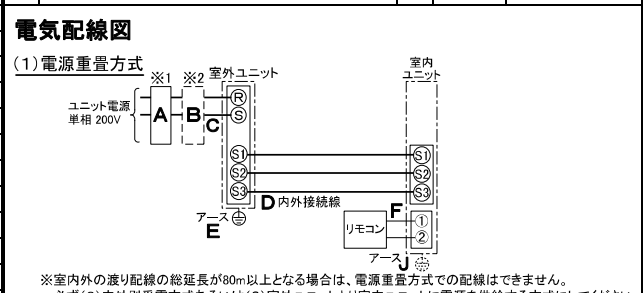 電気配線図
(1)電源重畳方式
※1 ※2 室外ユニット
室内
ユニット
ユニット電源
単相 200V
A
B
C
R
S
S1
S2
S3
S1
S2
S3
D 内外接続線
アース
E
リモコン
F
①
②
アース J
※室内外の渡り配線の総延長が80m以上となる場合は、電源重畳方式での配線はできません。